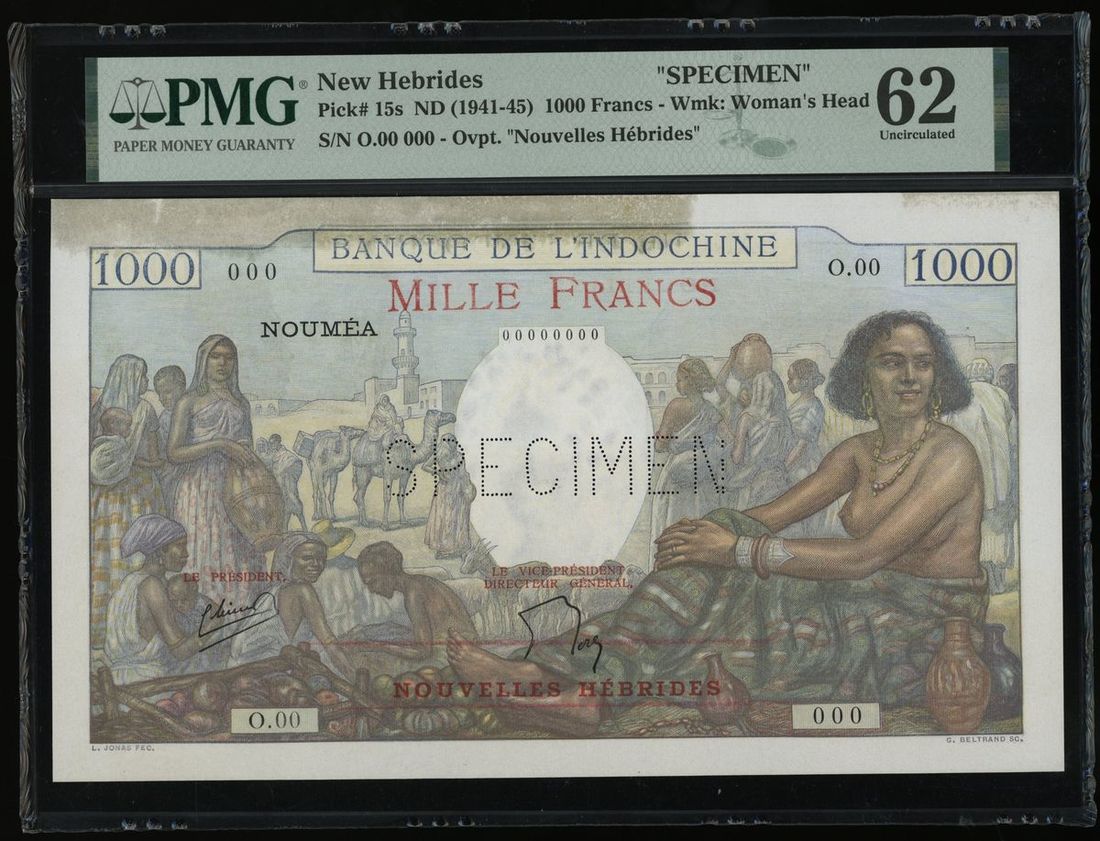 PMG®
PAPER MONEY GUARANTY
New Hebrides "SPECIMEN"
Pick# 15s ND (1941-45) 1000 Francs - Wmk: Woman's Head
S/N O.00 000 - Ovpt. "Nouvelles Hébrides"
62
Uncirculated
BANQUE DE L'INDOCHINE
1000 000 O.00 1000
MILLE FRANCS
NOUMÉA
00000000
SPECIMEN
LE PRÉSIDENT.
LE VICE-PRÉSIDENT
DIRECTEUR GÉNÉRAL.
NOUVELLES HÉBRIDES
O.00 000
L. JONAS FEC. G. BELTRAND SC.